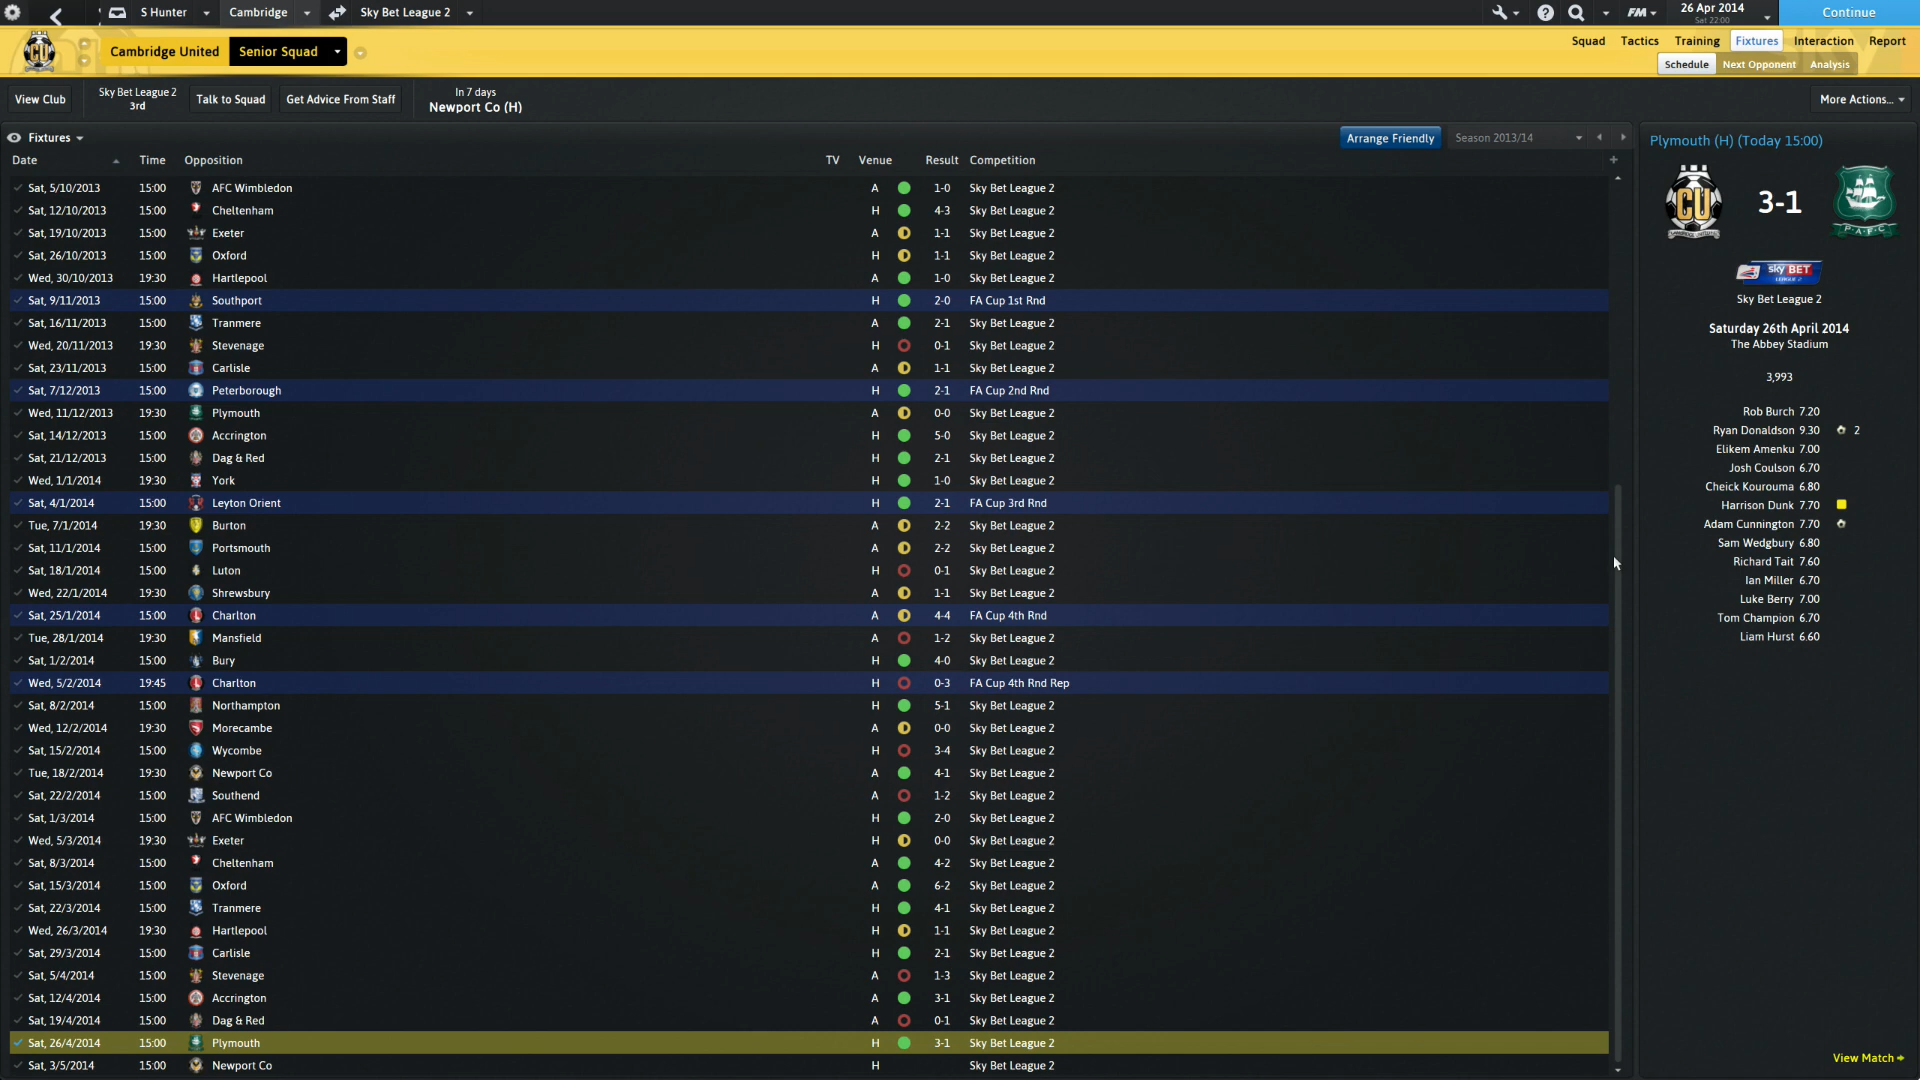 S Hunter Cambridge Sky Bet League 2 FM 26 Apr 2014 Sat 22:00 Continue
Cambridge United Senior Squad Squad Tactics Training Fixtures Interaction Report
Schedule Next Opponent Analysis
View Club Sky Bet League 2 3rd Talk to Squad Get Advice From Staff In 7 days Newport Co (H) More Actions...
Fixtures Arrange Friendly Season 2013/14
Date Time Opposition TV Venue Result Competition
Sat, 5/10/2013 15:00 AFC Wimbledon A 1-0 Sky Bet League 2
Sat, 12/10/2013 15:00 Cheltenham H 4-3 Sky Bet League 2
Sat, 19/10/2013 15:00 Exeter A 1-1 Sky Bet League 2
Sat, 26/10/2013 15:00 Oxford H 1-1 Sky Bet League 2
Wed, 30/10/2013 19:30 Hartlepool A 1-0 Sky Bet League 2
Sat, 9/11/2013 15:00 Southport H 2-0 FA Cup 1st Rnd
Sat, 16/11/2013 15:00 Tranmere A 2-1 Sky Bet League 2
Wed, 20/11/2013 19:30 Stevenage H 0-1 Sky Bet League 2
Sat, 23/11/2013 15:00 Carlisle A 1-1 Sky Bet League 2
Sat, 7/12/2013 15:00 Peterborough H 2-1 FA Cup 2nd Rnd
Wed, 11/12/2013 19:30 Plymouth A 0-0 Sky Bet League 2
Sat, 14/12/2013 15:00 Accrington H 5-0 Sky Bet League 2
Sat, 21/12/2013 15:00 Dag & Red H 2-1 Sky Bet League 2
Wed, 1/1/2014 19:30 York H 1-0 Sky Bet League 2
Sat, 4/1/2014 15:00 Leyton Orient H 2-1 FA Cup 3rd Rnd
Tue, 7/1/2014 19:30 Burton A 2-2 Sky Bet League 2
Sat, 11/1/2014 15:00 Portsmouth A 2-2 Sky Bet League 2
Sat, 18/1/2014 15:00 Luton H 0-1 Sky Bet League 2
Wed, 22/1/2014 19:30 Shrewsbury A 1-1 Sky Bet League 2
Sat, 25/1/2014 15:00 Charlton A 4-4 FA Cup 4th Rnd
Tue, 28/1/2014 19:30 Mansfield A 1-2 Sky Bet League 2
Sat, 1/2/2014 15:00 Bury H 4-0 Sky Bet League 2
Wed, 5/2/2014 19:45 Charlton H 0-3 FA Cup 4th Rnd Rep
Sat, 8/2/2014 15:00 Northampton H 5-1 Sky Bet League 2
Wed, 12/2/2014 19:30 Morecambe A 0-0 Sky Bet League 2
Sat, 15/2/2014 15:00 Wycombe H 3-4 Sky Bet League 2
Tue, 18/2/2014 19:30 Newport Co A 4-1 Sky Bet League 2
Sat, 22/2/2014 15:00 Southend A 1-2 Sky Bet League 2
Sat, 1/3/2014 15:00 AFC Wimbledon H 2-0 Sky Bet League 2
Wed, 5/3/2014 19:30 Exeter H 0-0 Sky Bet League 2
Sat, 8/3/2014 15:00 Cheltenham A 4-2 Sky Bet League 2
Sat, 15/3/2014 15:00 Oxford A 6-2 Sky Bet League 2
Sat, 22/3/2014 15:00 Tranmere H 4-1 Sky Bet League 2
Wed, 26/3/2014 19:30 Hartlepool H 1-1 Sky Bet League 2
Sat, 29/3/2014 15:00 Carlisle H 2-1 Sky Bet League 2
Sat, 5/4/2014 15:00 Stevenage A 1-3 Sky Bet League 2
Sat, 12/4/2014 15:00 Accrington A 3-1 Sky Bet League 2
Sat, 19/4/2014 15:00 Dag & Red A 0-1 Sky Bet League 2
Sat, 26/4/2014 15:00 Plymouth H 3-1 Sky Bet League 2
Sat, 3/5/2014 15:00 Newport Co H Sky Bet League 2
Plymouth (H) (Today 15:00)
CU 3-1 P.A.F.C
sky BET
LEAGUE 2
Sky Bet League 2
Saturday 26th April 2014
The Abbey Stadium
3,993
Rob Burch 7.20
Ryan Donaldson 9.30 2
Elikem Amenku 7.00
Josh Coulson 6.70
Cheick Kourouma 6.80
Harrison Dunk 7.70
Adam Cunnington 7.70
Sam Wedgbury 6.80
Richard Tait 7.60
Ian Miller 6.70
Luke Berry 7.00
Tom Champion 6.70
Liam Hurst 6.60
View Match